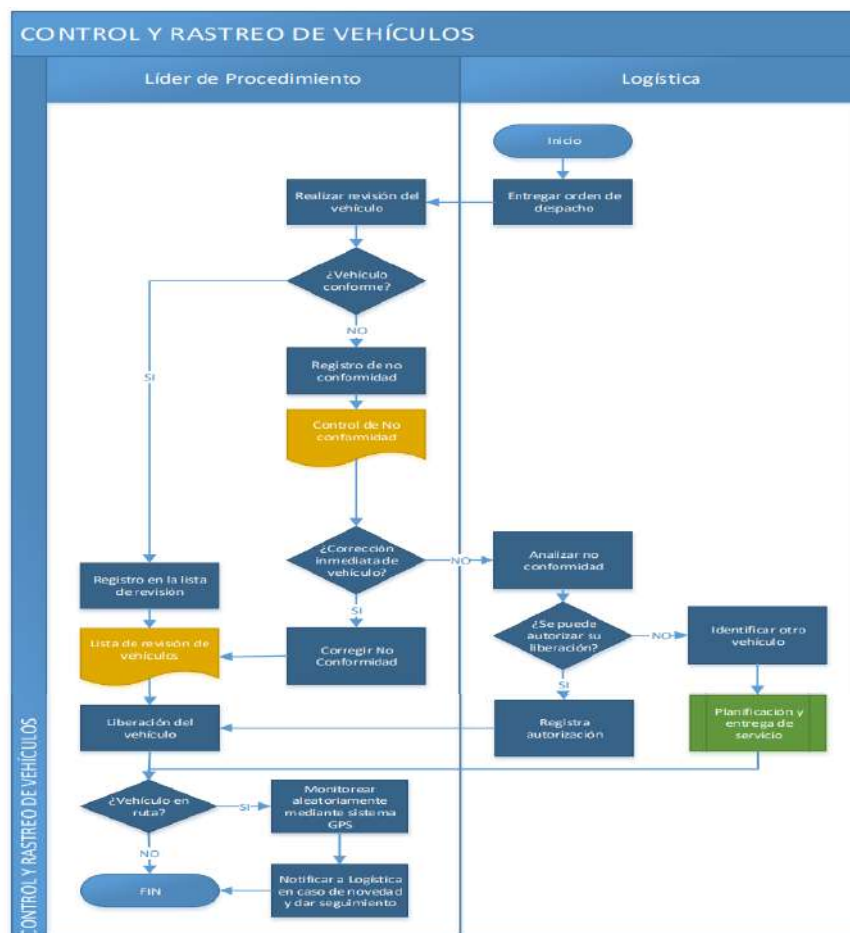 CONTROL Y RASTREO DE VEHÍCULOS
Líder de Procedimiento
Logística
Inicio
Realizar revisión del
vehículo
Entregar orden de
despacho
¿Vehículo
conforme?
NO
SI
Registro de no
conformidad
Control de No
conformidad
¿Corrección
inmediata de
vehículo?
NO
Analizar no
conformidad
Registro en la lista
de revisión
SI
¿Se puede
autorizar su
liberación?
NO
Identificar otro
vehículo
Lista de revisión de
vehículos
Corregir No
Conformidad
SI
Liberación del
vehículo
Registra
autorización
Planificación y
entrega de
servicio
¿Vehículo en
ruta?
SI
Monitorear
aleatoriamente
mediante sistema
GPS
NO
FIN
Notificar a Logística
en caso de novedad
y dar seguimiento
CONTROL Y RASTREO DE VEHÍCULOS